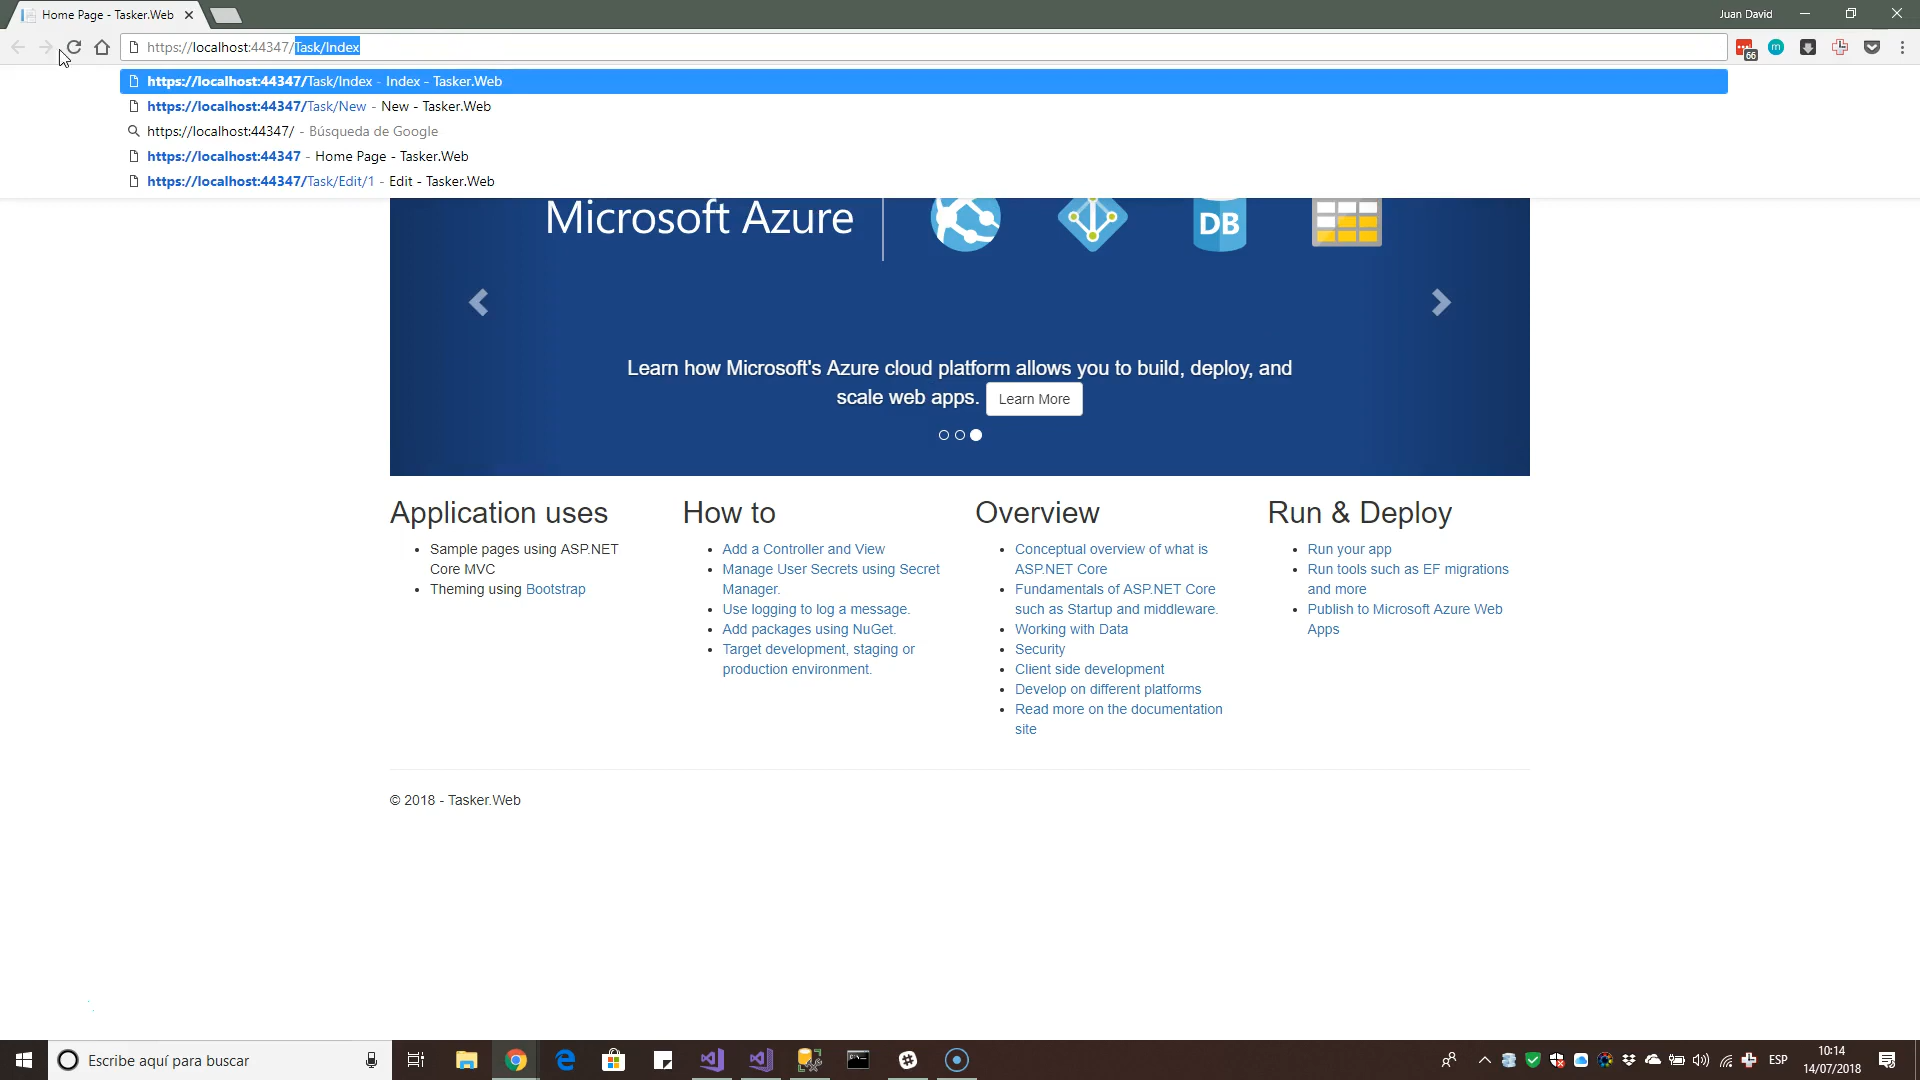 Home Page - Tasker.Web
Juan David
https://localhost:44347/Task/Index
66
m
https://localhost:44347/Task/Index - Index - Tasker.Web
https://localhost:44347/Task/New - New - Tasker.Web
https://localhost:44347/ - Búsqueda de Google
https://localhost:44347 - Home Page - Tasker.Web
https://localhost:44347/Task/Edit/1 - Edit - Tasker.Web
Microsoft Azure
DB
Learn how Microsoft's Azure cloud platform allows you to build, deploy, and
scale web apps. Learn More
Application uses
Sample pages using ASP.NET
Core MVC
Theming using Bootstrap
How to
Add a Controller and View
Manage User Secrets using Secret
Manager.
Use logging to log a message.
Add packages using NuGet.
Target development, staging or
production environment.
Overview
Conceptual overview of what is
ASP.NET Core
Fundamentals of ASP.NET Core
such as Startup and middleware.
Working with Data
Security
Client side development
Develop on different platforms
Read more on the documentation
site
Run & Deploy
Run your app
Run tools such as EF migrations
and more
Publish to Microsoft Azure Web
Apps
© 2018 - Tasker.Web
Escribe aquí para buscar
ESP
10:14
14/07/2018